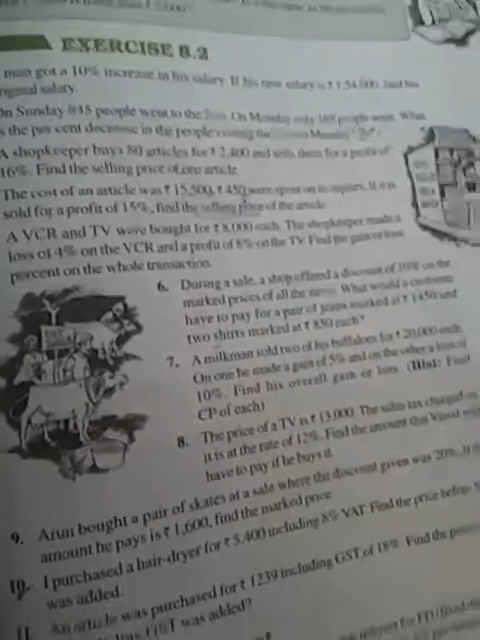 EXERCISE 8.2
man got a 10% increase in his salary. If his new salary is ₹ 1,54,000, find his
original salary.
On Sunday 845 people went to the Zoo. On Monday only 169 people went. What
is the per cent decrease in the people visiting the Monday?
A shopkeeper buys 80 articles for ₹ 2,400 and sells them for a profit of
16%. Find the selling price of one article.
The cost of an article was ₹ 15,500. ₹ 450 were spent on its repairs. If it is
sold for a profit of 15%, find the selling price of the article.
A VCR and TV were bought for ₹ 8,000 each. The shopkeeper made a
loss of 4% on the VCR and a profit of 8% on the TV. Find the gain or loss
percent on the whole transaction.
6. During a sale, a shop offered a discount of 10% on the
marked prices of all the items. What would a customer
have to pay for a pair of jeans marked at ₹ 1450 and
two shirts marked at ₹ 850 each?
7. A milkman sold two of his buffaloes for ₹ 20,000 each.
On one he made a gain of 5% and on the other a loss of
10%. Find his overall gain or loss. (Hint: Find
CP of each)
8. The price of a TV is ₹ 13,000. The sales tax charged on
it is at the rate of 12%. Find the amount that Vinod will
have to pay if he buys it.
9. Arun bought a pair of skates at a sale where the discount given was 20%. If the
amount he pays is ₹ 1,600, find the marked price.
10. I purchased a hair-dryer for ₹ 5,400 including 8% VAT. Find the price before
was added.
11. An article was purchased for ₹ 1239 including GST of 18%. Find the
GST was added?